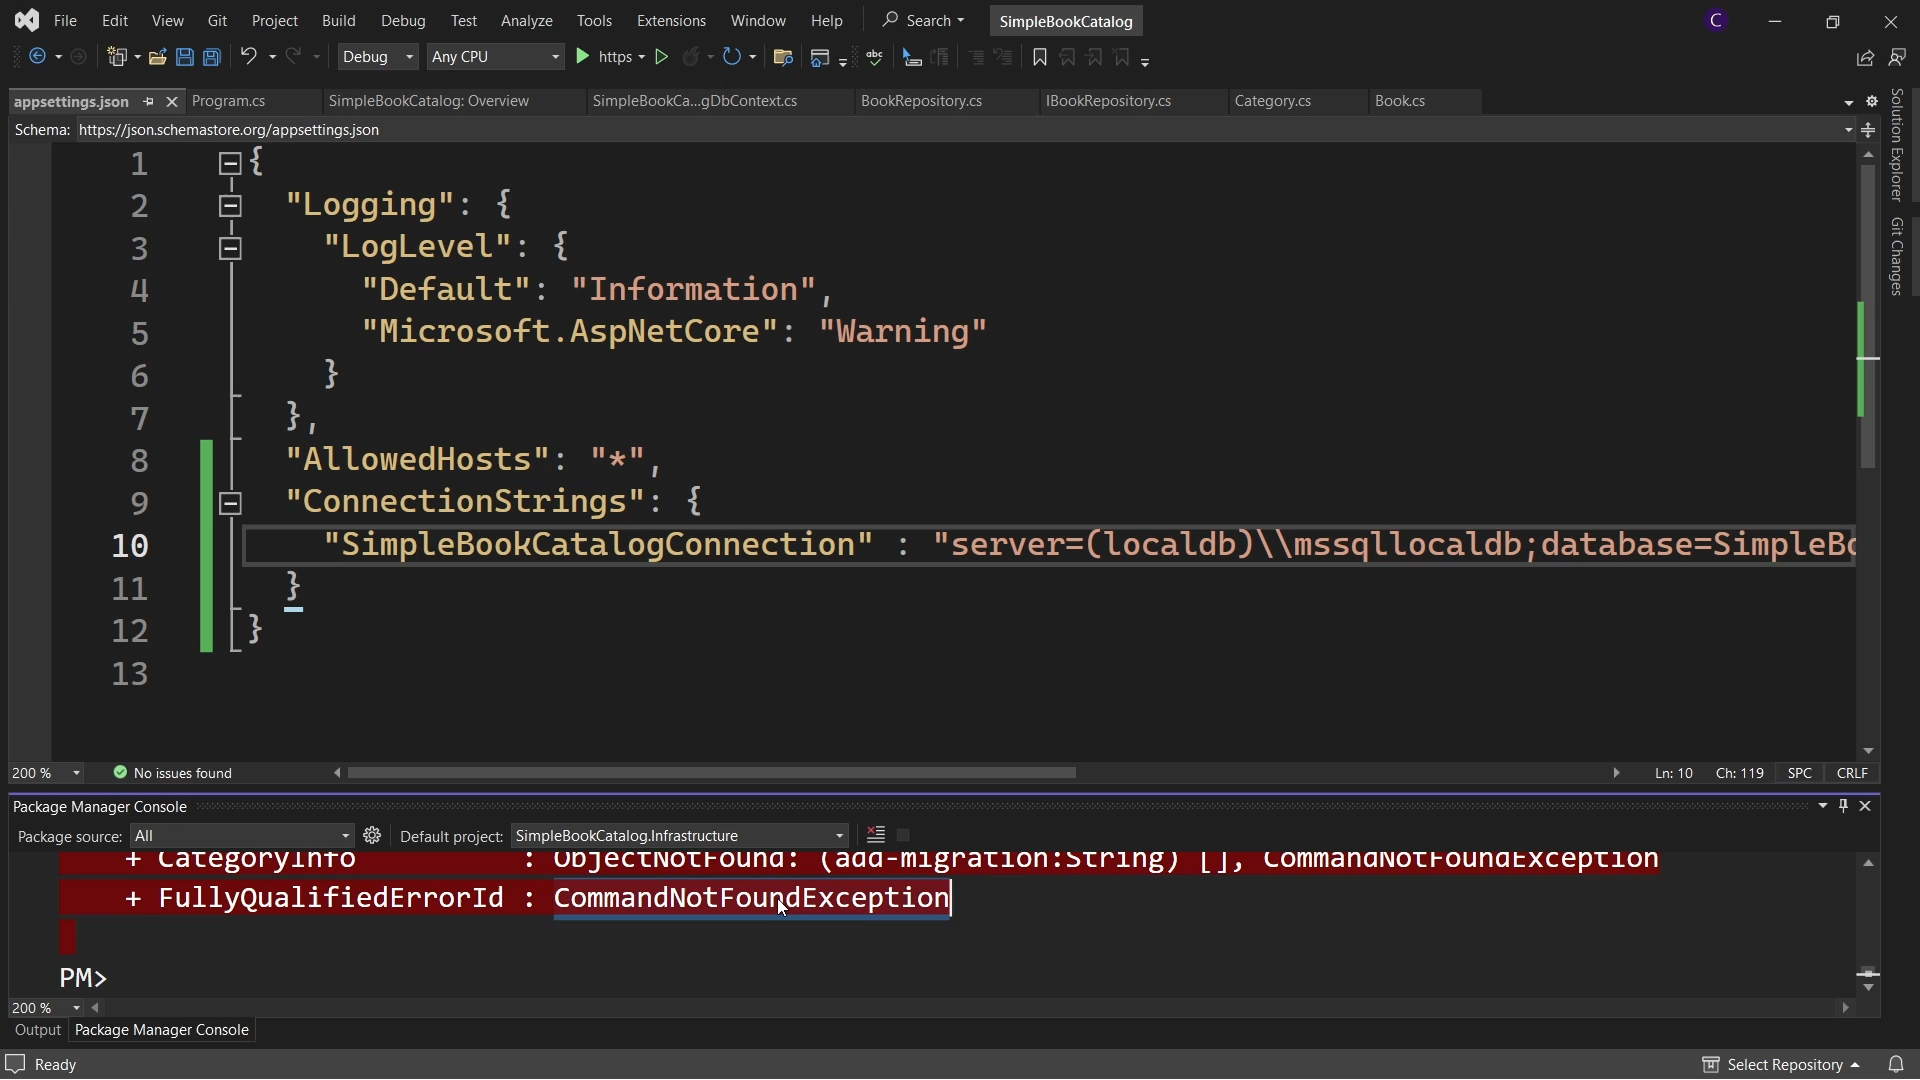 File Edit View Git Project Build Debug Test Analyze Tools Extensions Window Help Search SimpleBookCatalog C
Debug Any CPU https abc
appsettings.json Program.cs SimpleBookCatalog: Overview SimpleBookCa...gDbContext.cs BookRepository.cs IBookRepository.cs Category.cs Book.cs
Schema: https://json.schemastore.org/appsettings.json
Solution Explorer
Git Changes
1 {
2 "Logging": {
3 "LogLevel": {
4 "Default": "Information",
5 "Microsoft.AspNetCore": "Warning"
6 }
7 },
8 "AllowedHosts": "*",
9 "ConnectionStrings": {
10 "SimpleBookCatalogConnection" : "server=(localdb)\\mssqllocaldb;database=SimpleBo
11 }
12 }
13
200 % No issues found Ln: 10 Ch: 119 SPC CRLF
Package Manager Console
Package source: All Default project: SimpleBookCatalog.Infrastructure
+ CategoryInfo : ObjectNotFound: (add-migration:String) [], CommandNotFoundException
+ FullyQualifiedErrorId : CommandNotFoundException
PM>
200 %
Output Package Manager Console
Ready Select Repository